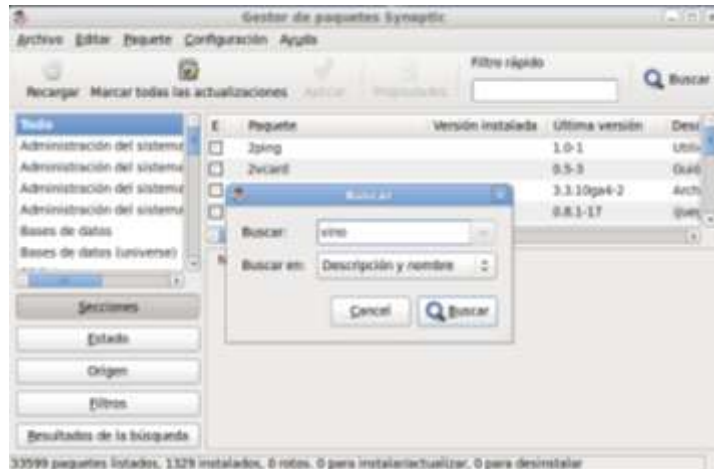 Gestor de paquetes Synaptic
Archivo Editar Paquete Configuración Ayuda
Recargar Marcar todas las actualizaciones Aplicar Propiedades Filtro rápido Buscar
Todo
Administración del sistema
Administración del sistema
Administración del sistema
Administración del sistema
Bases de datos
Bases de datos (universe)
E Paquete Versión instalada Última versión
2ping 1.0-1
2vcard 0.5-3
3.3.10ga4-2
0.8.1-17
Buscar
Buscar: vino
Buscar en: Descripción y nombre
Cancel Buscar
Secciones
Estado
Origen
Filtros
Resultados de la búsqueda
33599 paquetes listados, 1329 instalados, 0 rotos. 0 para instalar/actualizar, 0 para desinstalar